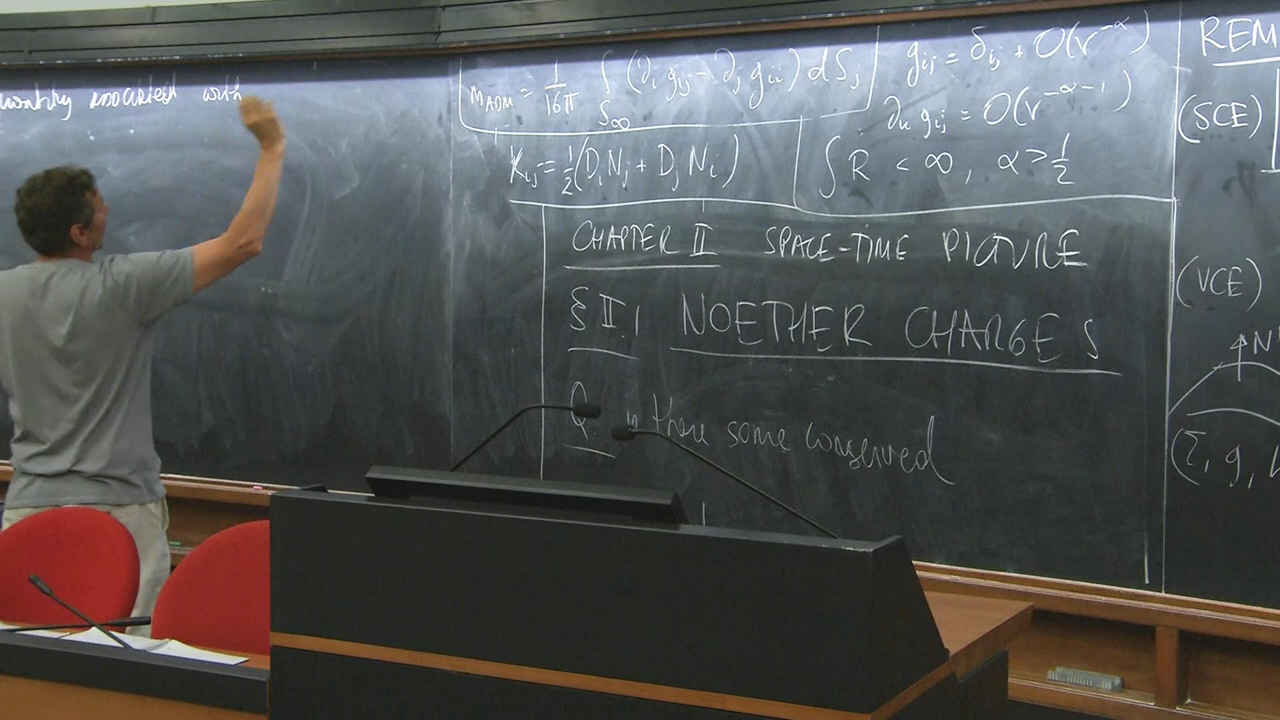 associated with
m_ADM = 1/16π ∫_S∞ (∂_i g_ij - ∂_j g_ii) dS_j
g_ij = δ_ij + O(r^-α)
∂_k g_ij = O(r^-α-1)
K_ij = 1/2 (D_i N_j + D_j N_i)
∫ R < ∞, α > 1/2
CHAPTER II SPACE-TIME PICTURE
§ II.1 NOETHER CHARGES
Q. is there some conserved
REM
(SCE)
(VCE)
N
(Σ, g,